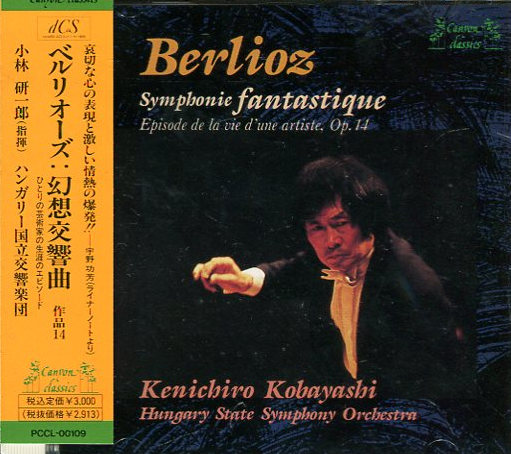 dCS
哀切な心の表現と激しい情熱の爆発!!
——宇野 功芳(ライナーノートより)
ベルリオーズ:幻想交響曲 作品14
ひとりの芸術家の生涯のエピソード
小林 研一郎(指揮) ハンガリー国立交響楽団
Canyon
classics
税込定価¥3,000
(税抜価格¥2,913)
PCCL-00109
Canyon
classics
Berlioz
Symphonie fantastique
Episode de la vie d'une artiste, Op.14
Kenichiro Kobayashi
Hungary State Symphony Orchestra